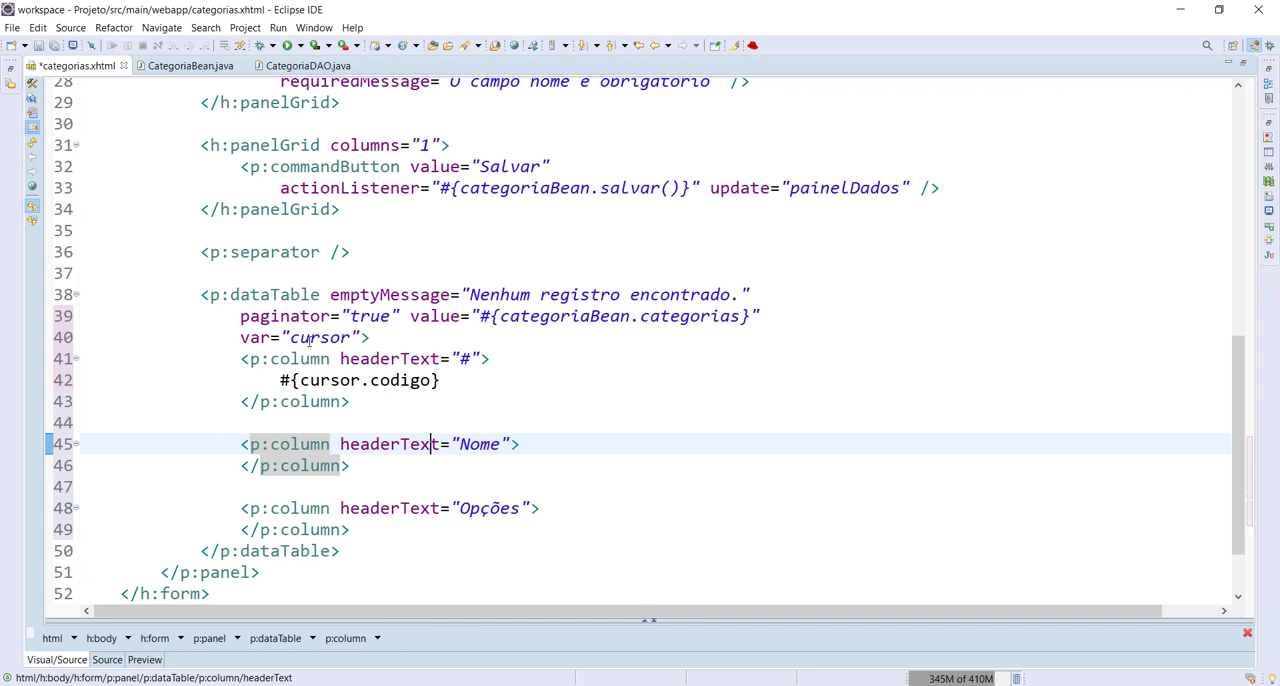 workspace - Projeto/src/main/webapp/categorias.xhtml - Eclipse IDE
File Edit Source Refactor Navigate Search Project Run Window Help
*categorias.xhtml CategoriaBean.java CategoriaDAO.java
28 requiredMessage="O campo nome é obrigatório" />
29 </h:panelGrid>
30
31 <h:panelGrid columns="1">
32 <p:commandButton value="Salvar"
33 actionListener="#{categoriaBean.salvar()}" update="painelDados" />
34 </h:panelGrid>
35
36 <p:separator />
37
38 <p:dataTable emptyMessage="Nenhum registro encontrado."
39 paginator="true" value="#{categoriaBean.categorias}"
40 var="cursor">
41 <p:column headerText="#">
42 #{cursor.codigo}
43 </p:column>
44
45 <p:column headerText="Nome">
46 </p:column>
47
48 <p:column headerText="Opções">
49 </p:column>
50 </p:dataTable>
51 </p:panel>
52 </h:form>
html h:body h:form p:panel p:dataTable p:column
Visual/Source Source Preview
html/h:body/h:form/p:panel/p:dataTable/p:column/headerText
345M of 410M